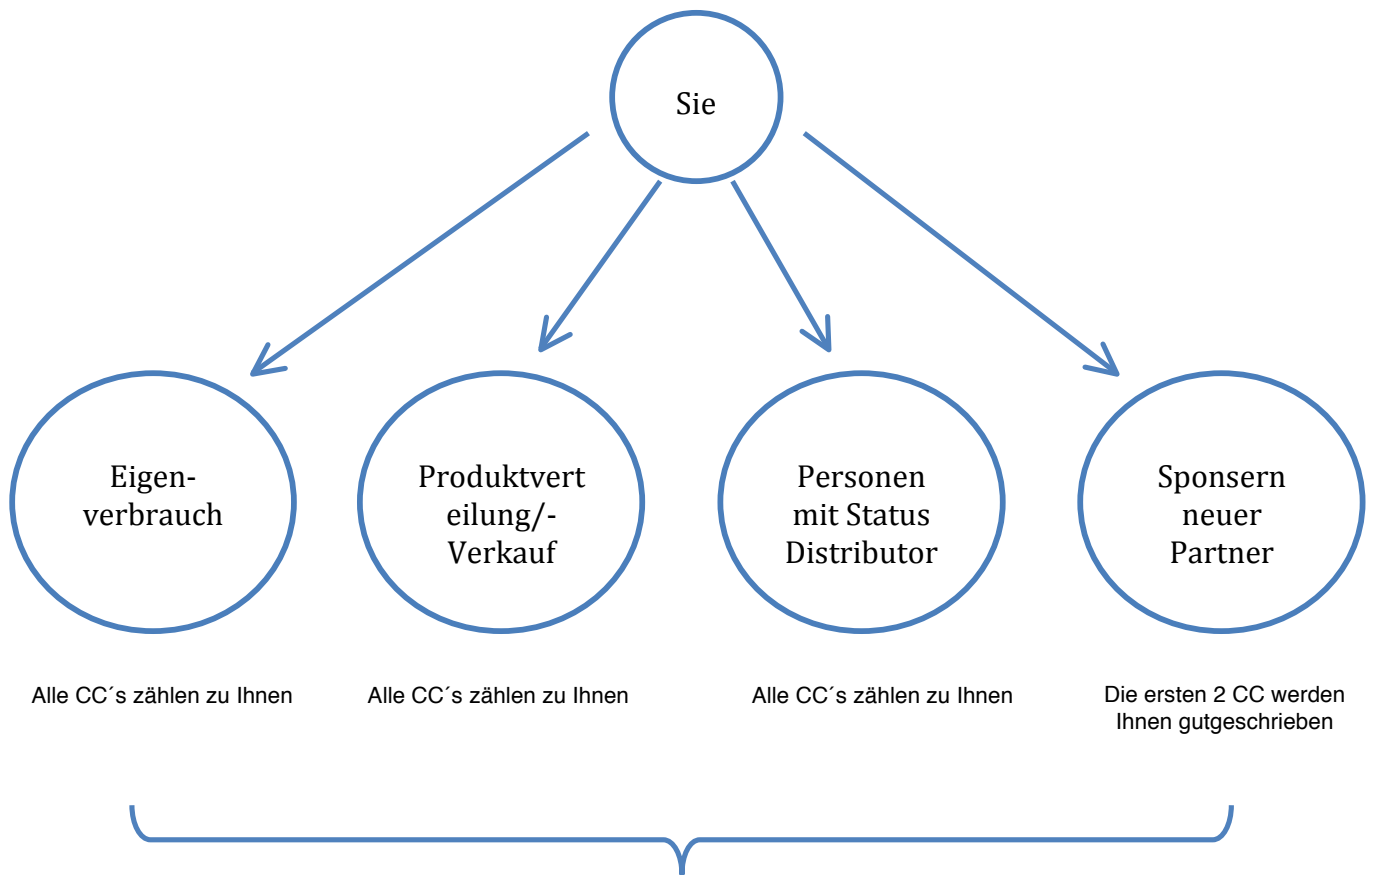 Sie
Eigen-
verbrauch
Produktvert
eilung/-
Verkauf
Personen
mit Status
Distributor
Sponsern
neuer
Partner
Alle CC´s zählen zu Ihnen
Alle CC´s zählen zu Ihnen
Alle CC´s zählen zu Ihnen
Die ersten 2 CC werden
Ihnen gutgeschrieben